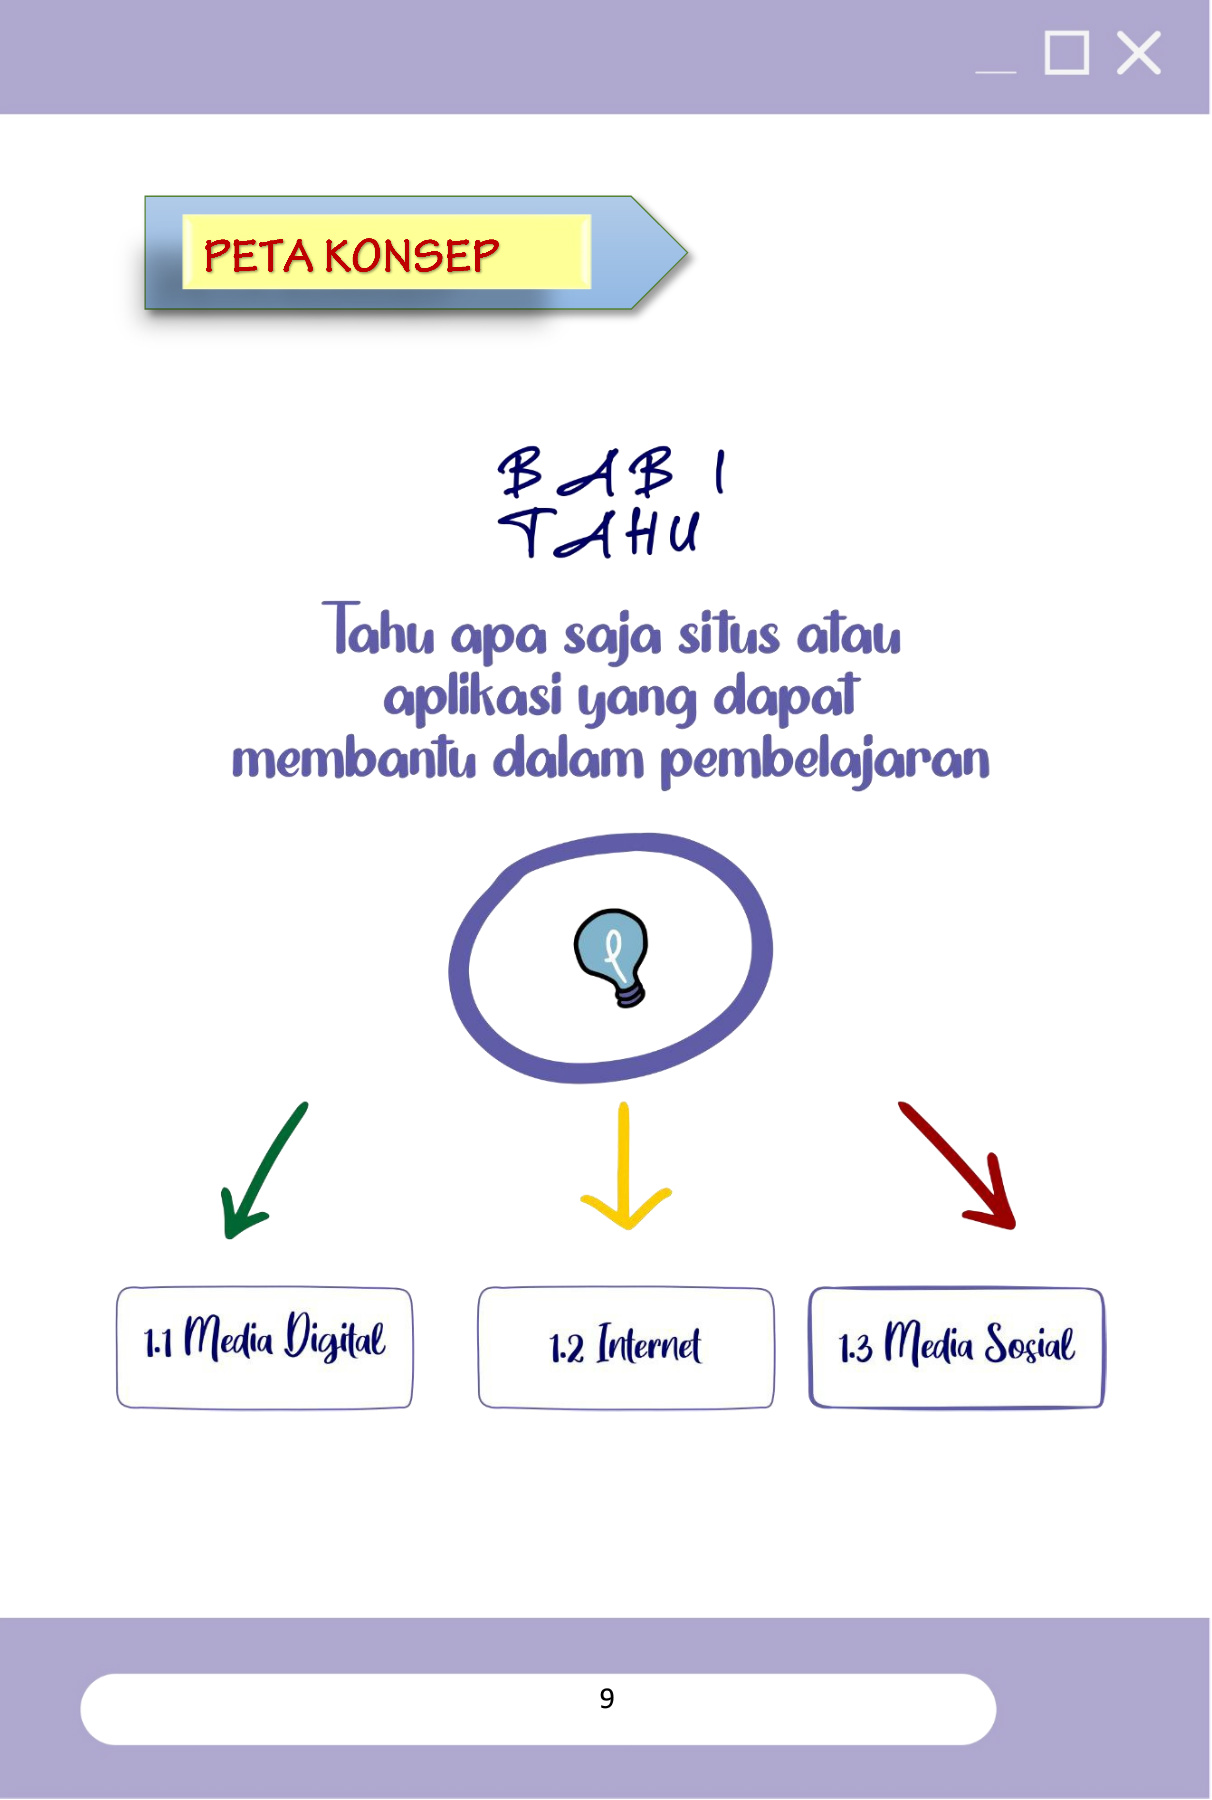 PETA KONSEP
BAB I
TAHU
Tahu apa saja situs atau
aplikasi yang dapat
membantu dalam pembelajaran
1.1 Media Digital
1.2 Internet
1.3 Media Sosial
9